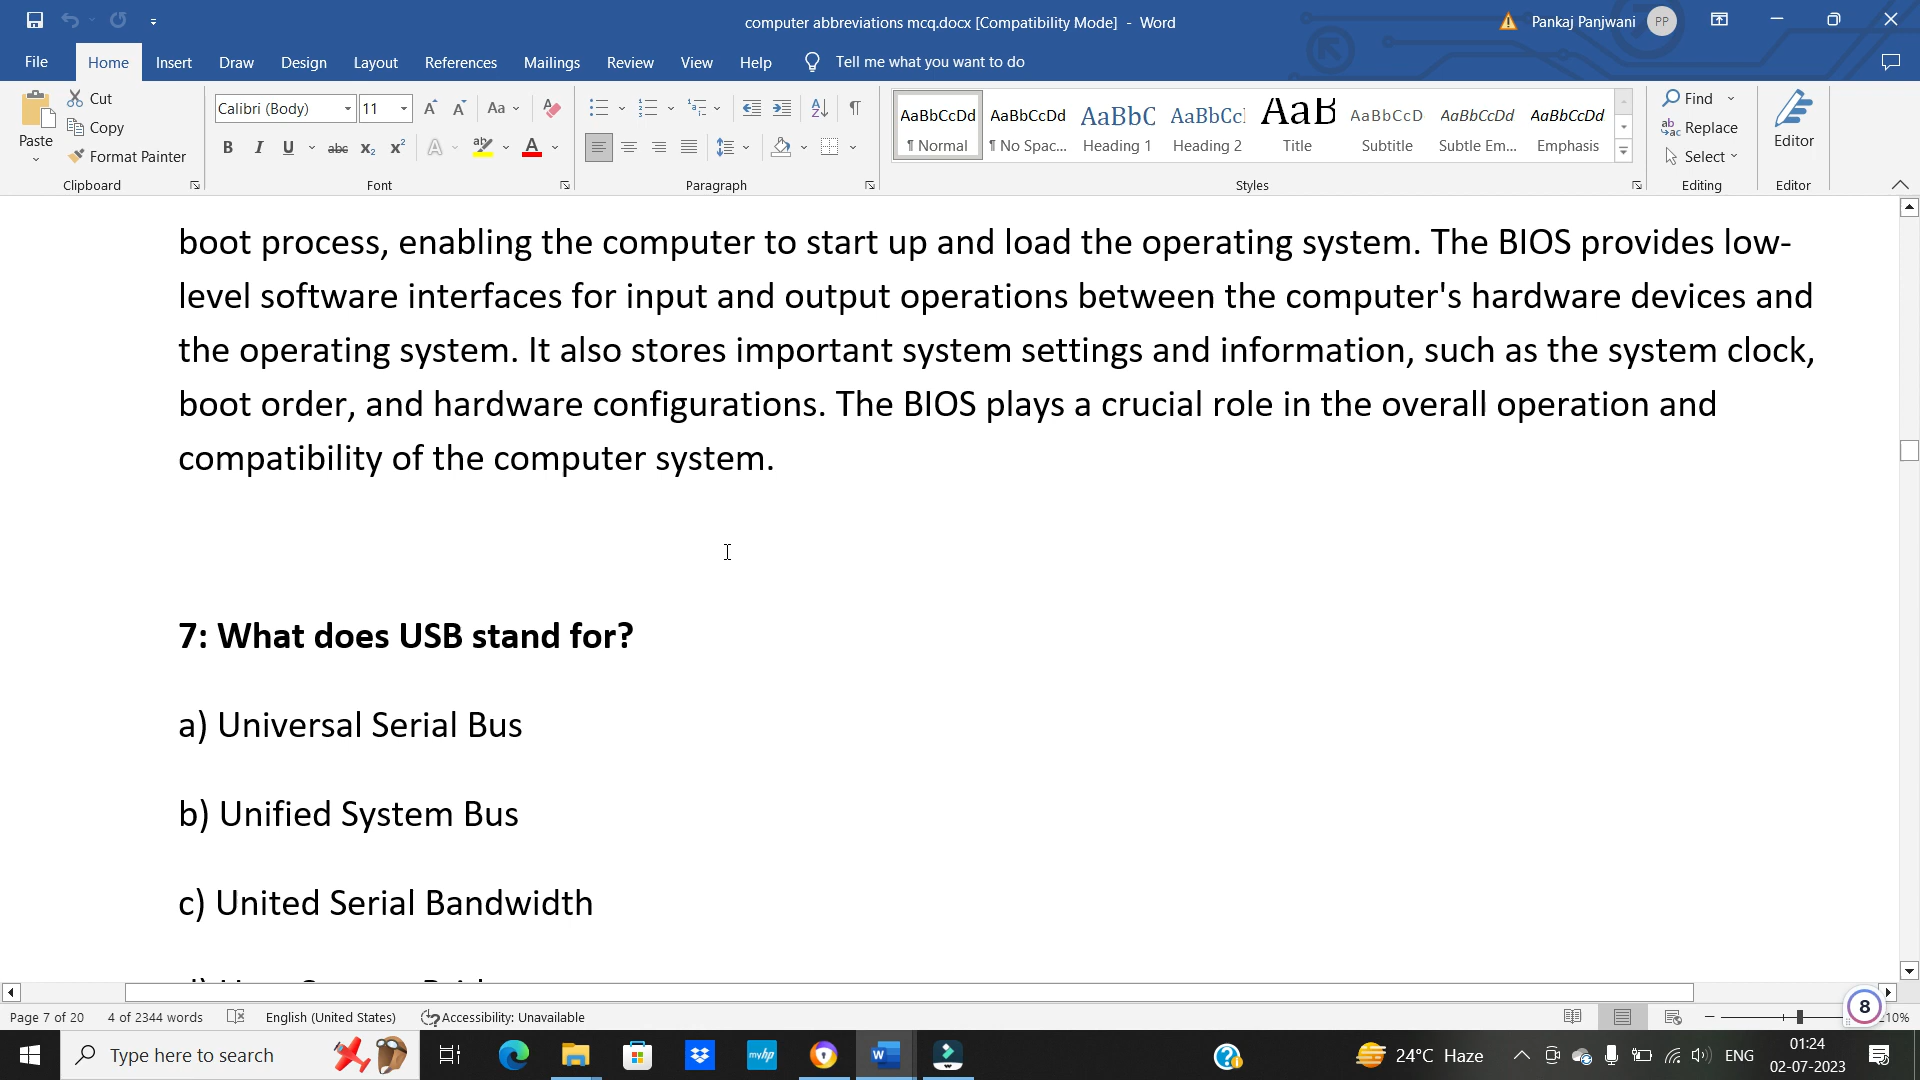 computer abbreviations mcq.docx [Compatibility Mode] - Word
Pankaj Panjwani PP
File Home Insert Draw Design Layout References Mailings Review View Help Tell me what you want to do
Paste
Cut
Copy
Format Painter
Clipboard
Calibri (Body) 11
Font
Paragraph
AaBbCcDd AaBbCcDd AaBbC AaBbCc AaB AaBbCcD AaBbCcDd AaBbCcDd
¶ Normal ¶ No Spac... Heading 1 Heading 2 Title Subtitle Subtle Em... Emphasis
Styles
Find
Replace
Select
Editing
Editor
Editor
boot process, enabling the computer to start up and load the operating system. The BIOS provides low-
level software interfaces for input and output operations between the computer's hardware devices and
the operating system. It also stores important system settings and information, such as the system clock,
boot order, and hardware configurations. The BIOS plays a crucial role in the overall operation and
compatibility of the computer system.
7: What does USB stand for?
a) Universal Serial Bus
b) Unified System Bus
c) United Serial Bandwidth
Page 7 of 20 4 of 2344 words English (United States) Accessibility: Unavailable
8
Type here to search
24°C Haze
ENG
01:24
02-07-2023